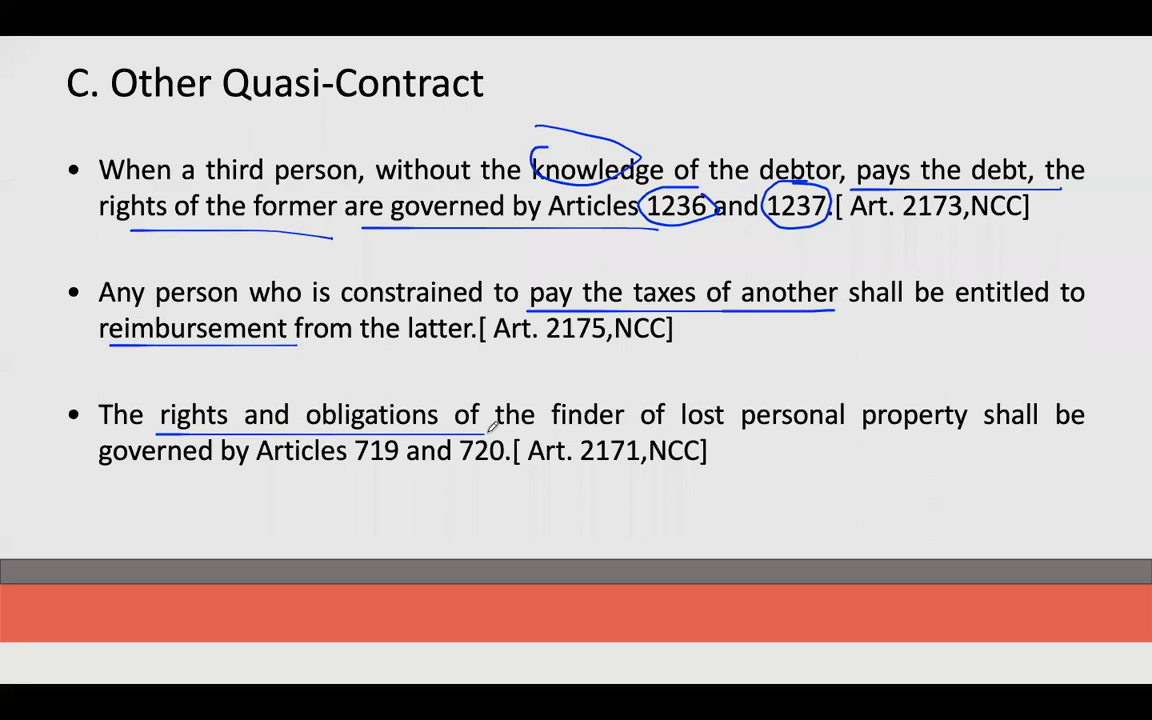 C. Other Quasi-Contract
• When a third person, without the knowledge of the debtor, pays the debt, the
rights of the former are governed by Articles 1236 and 1237.[ Art. 2173,NCC]
• Any person who is constrained to pay the taxes of another shall be entitled to
reimbursement from the latter.[ Art. 2175,NCC]
• The rights and obligations of the finder of lost personal property shall be
governed by Articles 719 and 720.[ Art. 2171,NCC]